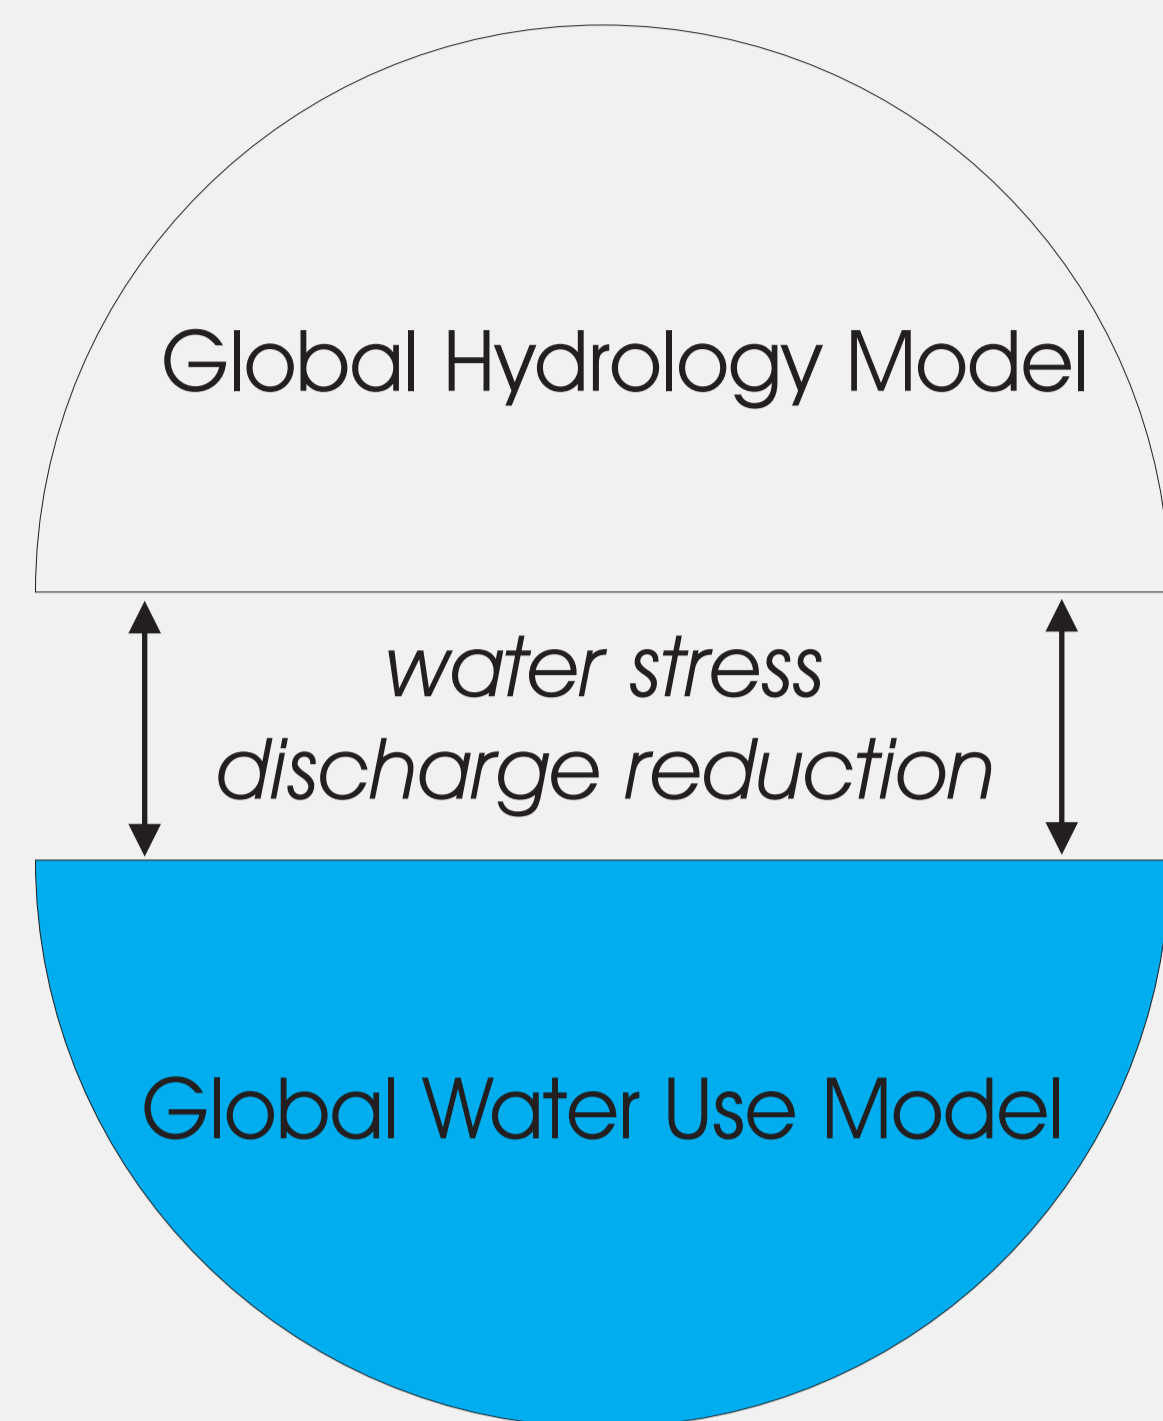 Global Hydrology Model
water stress
discharge reduction
Global Water Use Model